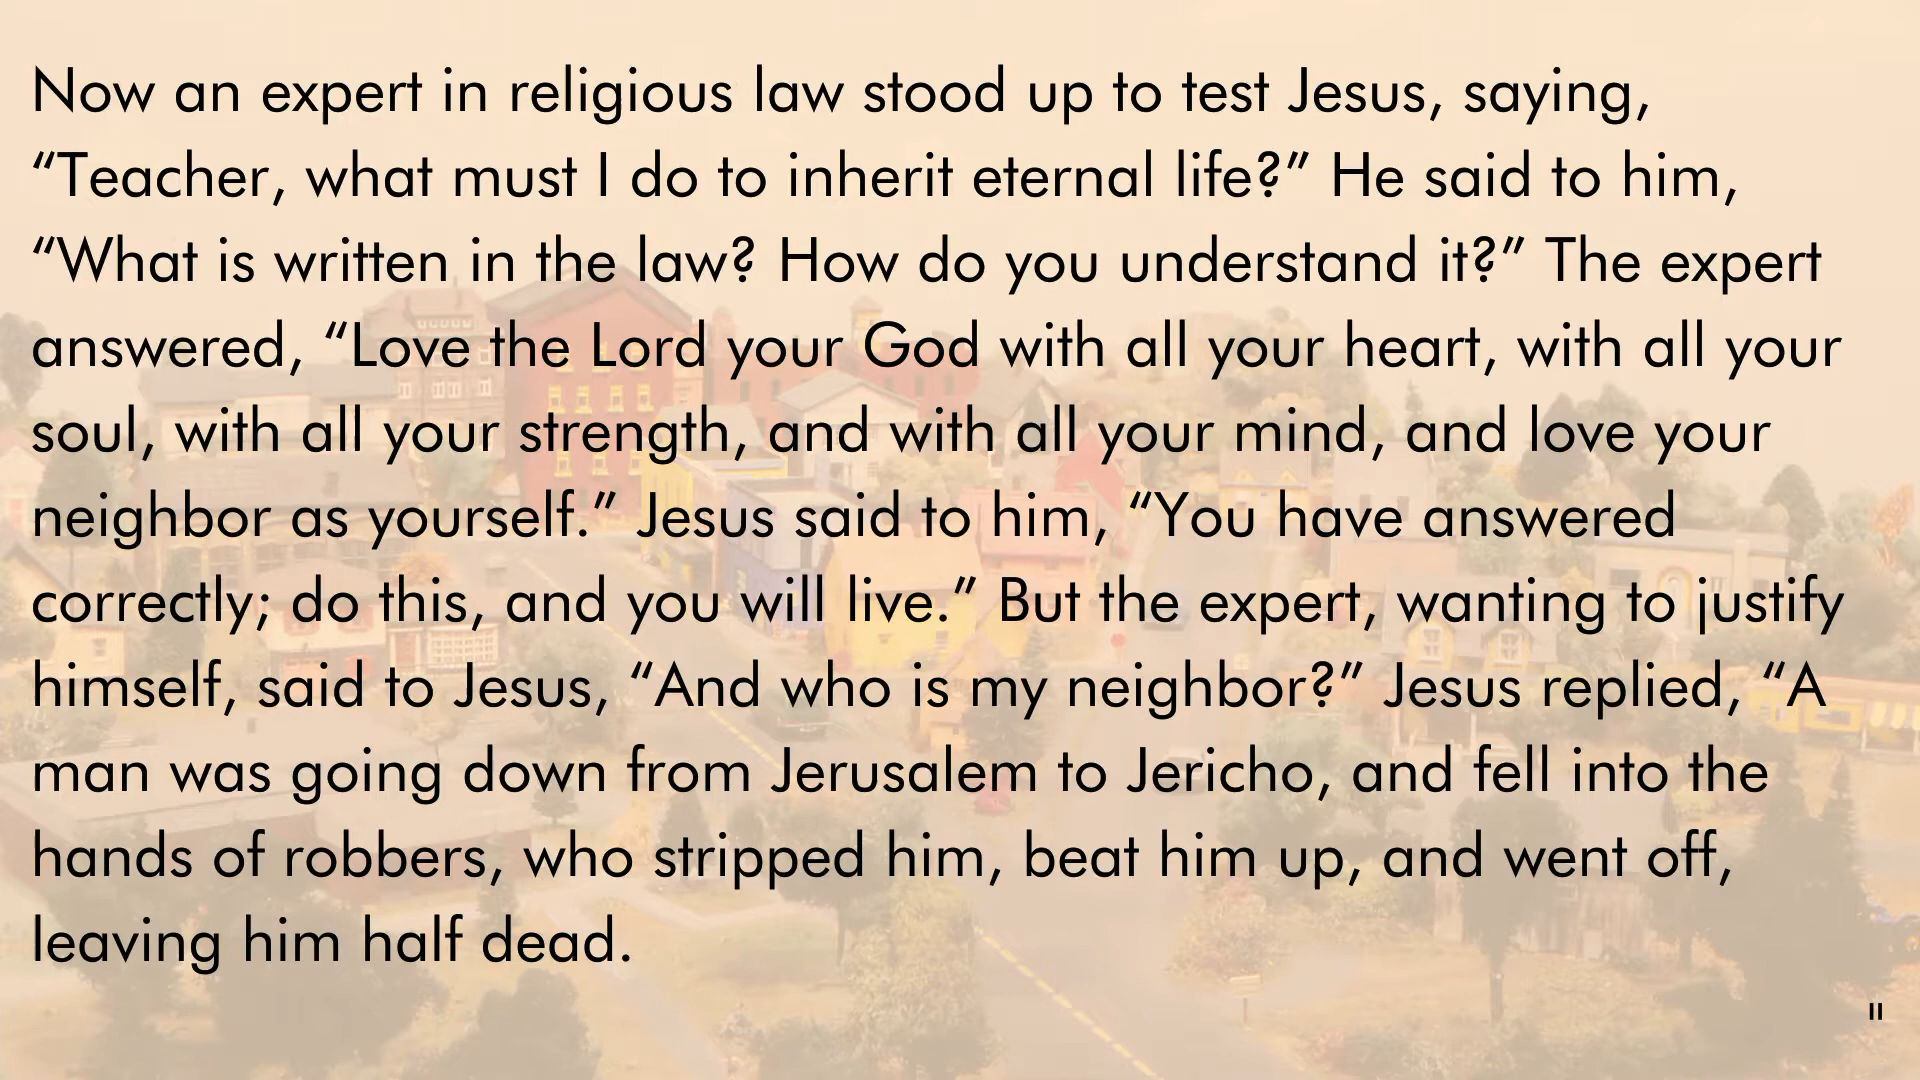 Now an expert in religious law stood up to test Jesus, saying,
“Teacher, what must I do to inherit eternal life?” He said to him,
“What is written in the law? How do you understand it?” The expert
answered, “Love the Lord your God with all your heart, with all your
soul, with all your strength, and with all your mind, and love your
neighbor as yourself.” Jesus said to him, “You have answered
correctly; do this, and you will live.” But the expert, wanting to justify
himself, said to Jesus, “And who is my neighbor?” Jesus replied, “A
man was going down from Jerusalem to Jericho, and fell into the
hands of robbers, who stripped him, beat him up, and went off,
leaving him half dead.
II